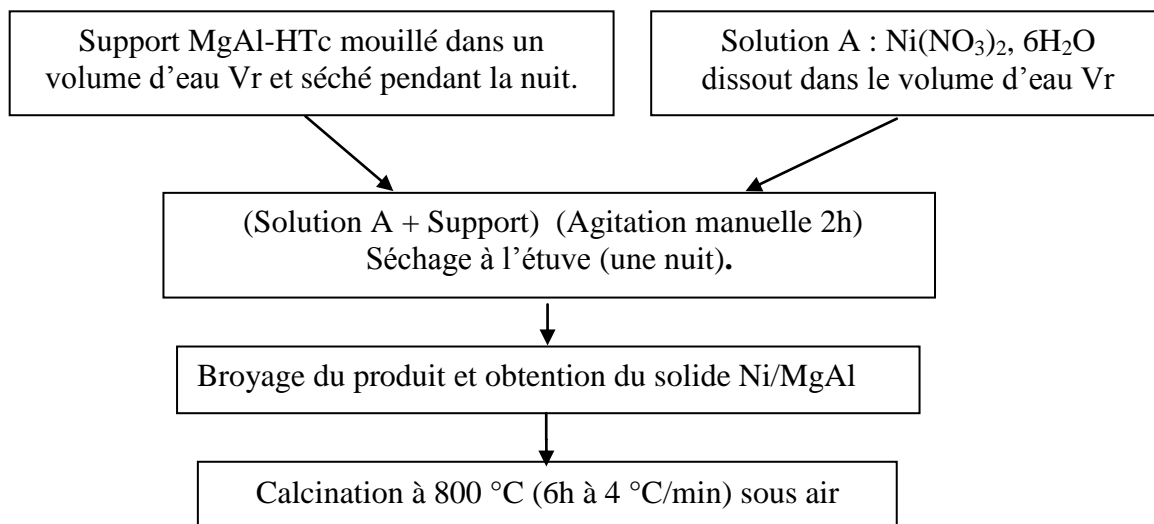 Support MgAl-HTc mouillé dans un
volume d’eau Vr et séché pendant la nuit.
Solution A : Ni(NO₃)₂, 6H₂O
dissout dans le volume d’eau Vr
(Solution A + Support) (Agitation manuelle 2h)
Séchage à l’étuve (une nuit).
Broyage du produit et obtention du solide Ni/MgAl
Calcination à 800 °C (6h à 4 °C/min) sous air